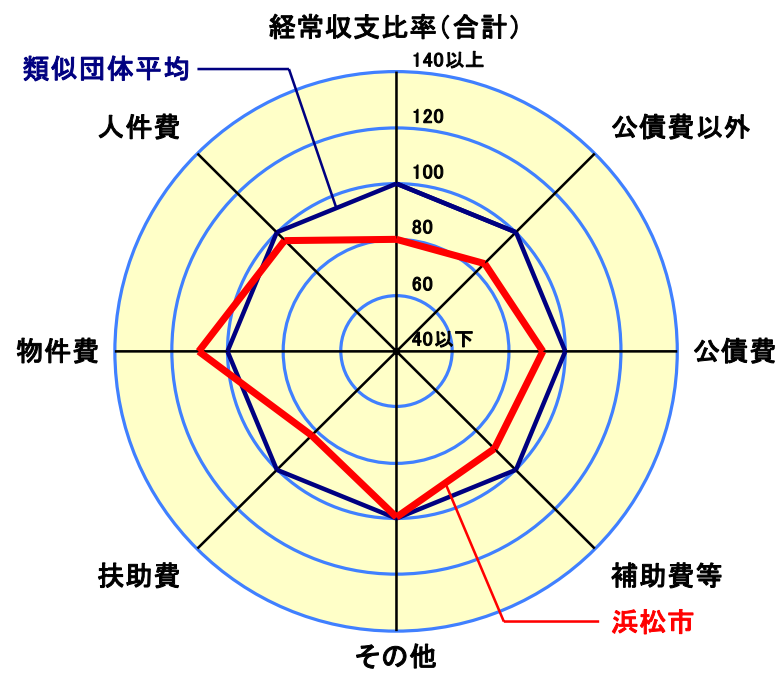 経常収支比率(合計)
類似団体平均
140以上
人件費
120
公債費以外
100
80
60
物件費
40以下
公債費
扶助費
補助費等
浜松市
その他